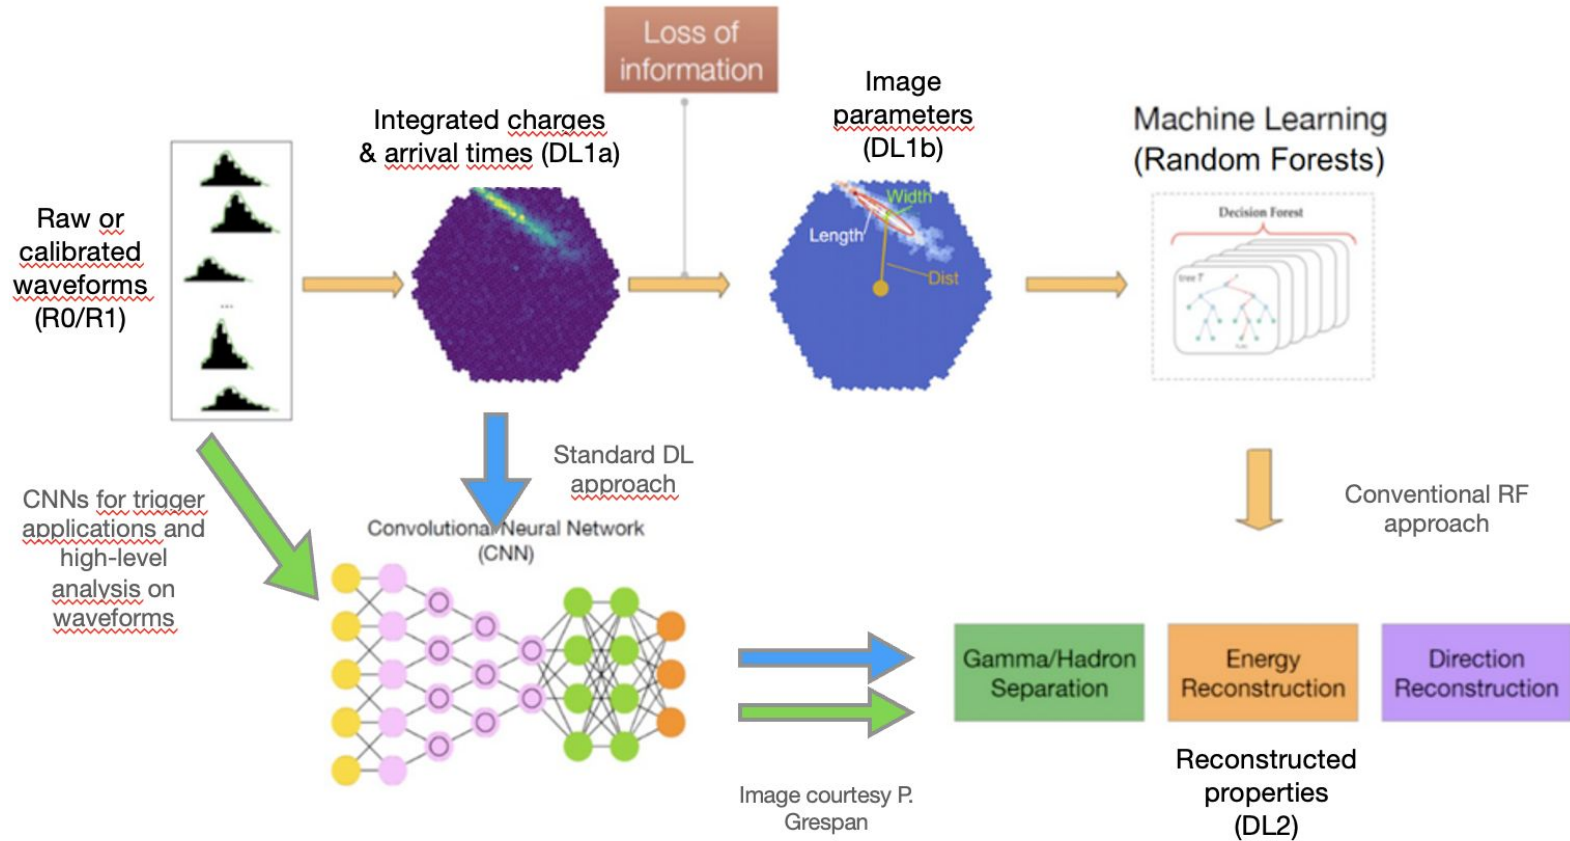 Loss of
information
Integrated charges
& arrival times (DL1a)
Image
parameters
(DL1b)
Machine Learning
(Random Forests)
Raw or
calibrated
waveforms
(R0/R1)
...
Width
Length
Dist
Decision Forest
tree T
CNNs for trigger
applications and
high-level
analysis on
waveforms
Standard DL
approach
Convolutional Neural Network
(CNN)
Conventional RF
approach
Gamma/Hadron
Separation
Energy
Reconstruction
Direction
Reconstruction
Reconstructed
properties
(DL2)
Image courtesy P.
Grespan